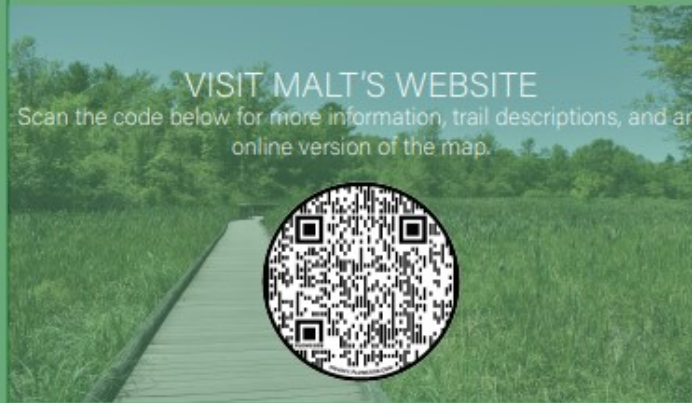 VISIT MALT'S WEBSITE
Scan the code below for more information, trail descriptions, and an
online version of the map.